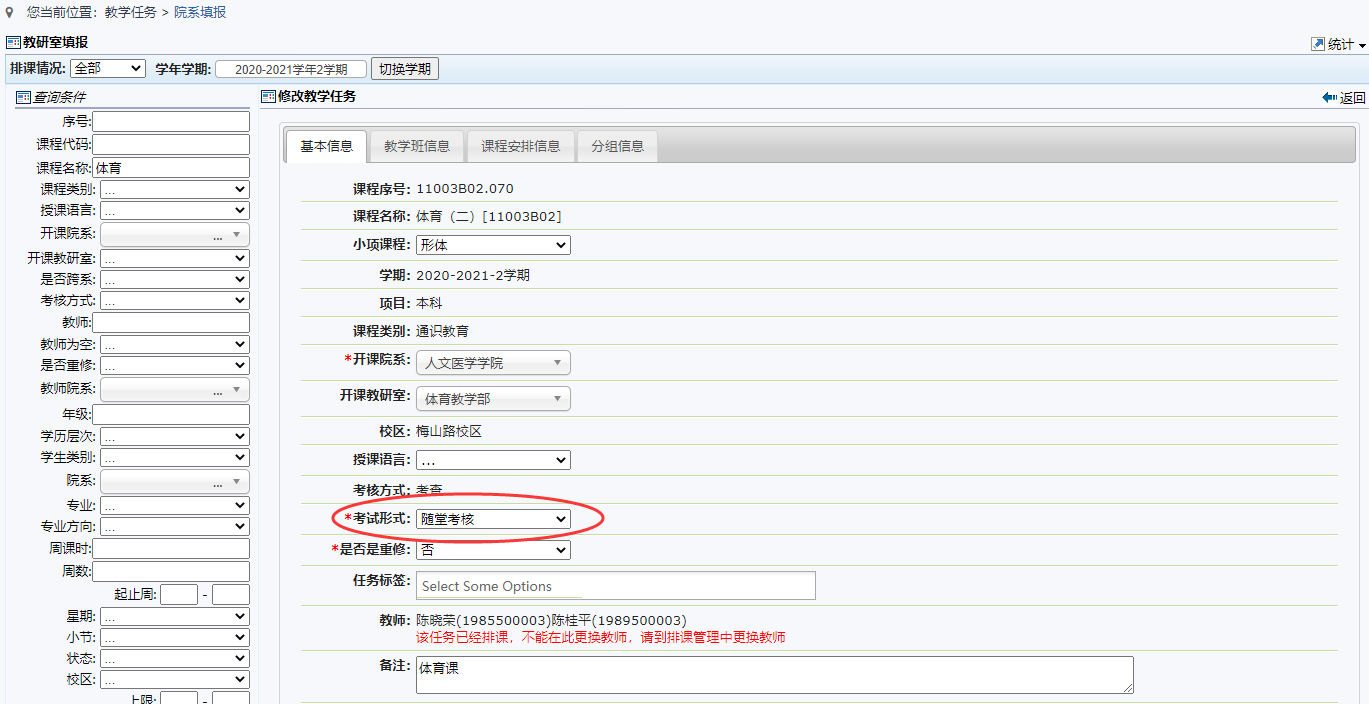 您当前位置: 教学任务 > 院系填报
教研室填报
统计
排课情况: 全部 学年学期: 2020-2021学年2学期 切换学期
查询条件
序号:
课程代码:
课程名称: 体育
课程类别: ...
授课语言: ...
开课院系: ...
开课教研室: ...
是否跨系: ...
考核方式: ...
教师:
教师为空: ...
是否重修: ...
教师院系: ...
年级:
学历层次: ...
学生类别: ...
院系: ...
专业: ...
专业方向: ...
周课时:
周数:
起止周: -
星期: ...
小节: ...
状态: ...
校区: ...
上限: -
修改教学任务
返回
基本信息 教学班信息 课程安排信息 分组信息
课程序号: 11003B02.070
课程名称: 体育（二）[11003B02]
小项课程: 形体
学期: 2020-2021-2学期
项目: 本科
课程类别: 通识教育
*开课院系: 人文医学学院
开课教研室: 体育教学部
校区: 梅山路校区
授课语言: ...
考核方式: 考查
*考试形式: 随堂考核
*是否是重修: 否
任务标签: Select Some Options
教师: 陈晓荣(1985500003)陈桂平(1989500003)
该任务已经排课，不能在此更换教师，请到排课管理中更换教师
备注: 体育课